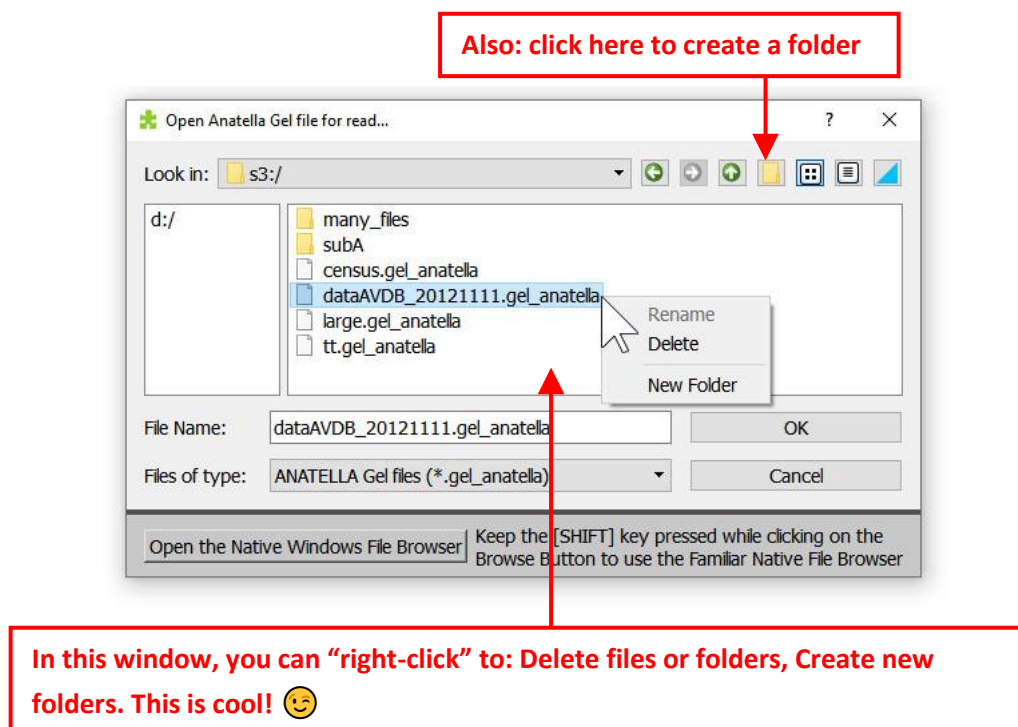 Also: click here to create a folder
Open Anatella Gel file for read...
Look in: s3:/
d:/
many_files
subA
census.gel_anatella
dataAVDB_20121111.gel_anatella
large.gel_anatella
tt.gel_anatella
Rename
Delete
New Folder
File Name: dataAVDB_20121111.gel_anatella OK
Files of type: ANATELLA Gel files (*.gel_anatella) Cancel
Open the Native Windows File Browser
Keep the [SHIFT] key pressed while clicking on the
Browse Button to use the Familiar Native File Browser
In this window, you can “right-click” to: Delete files or folders, Create new
folders. This is cool! 😉